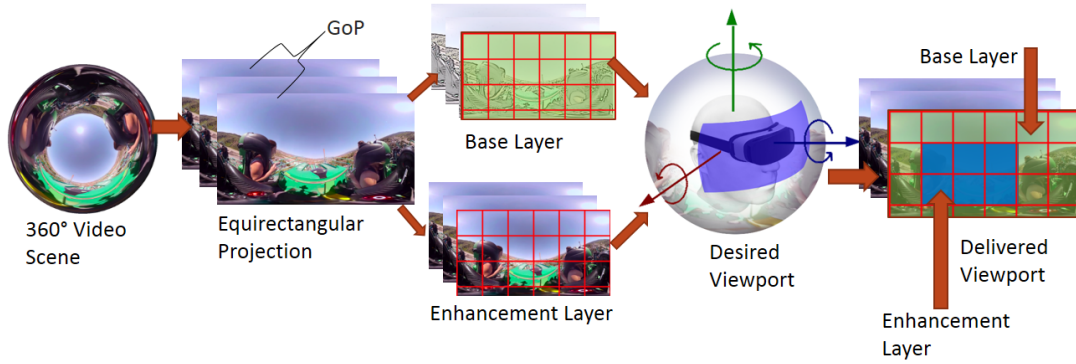 GoP
360° Video
Scene
Equirectangular
Projection
Base Layer
Enhancement Layer
Desired
Viewport
Base Layer
Delivered
Viewport
Enhancement
Layer